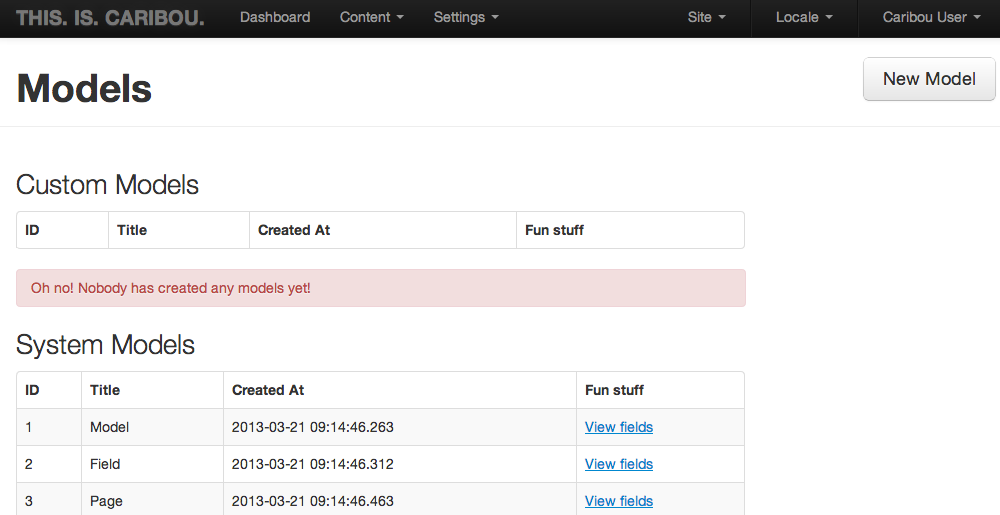 THIS. IS. CARIBOU. Dashboard Content Settings Site Locale Caribou User
Models
New Model
Custom Models
ID Title Created At Fun stuff
Oh no! Nobody has created any models yet!
System Models
ID Title Created At Fun stuff
1 Model 2013-03-21 09:14:46.263 View fields
2 Field 2013-03-21 09:14:46.312 View fields
3 Page 2013-03-21 09:14:46.463 View fields